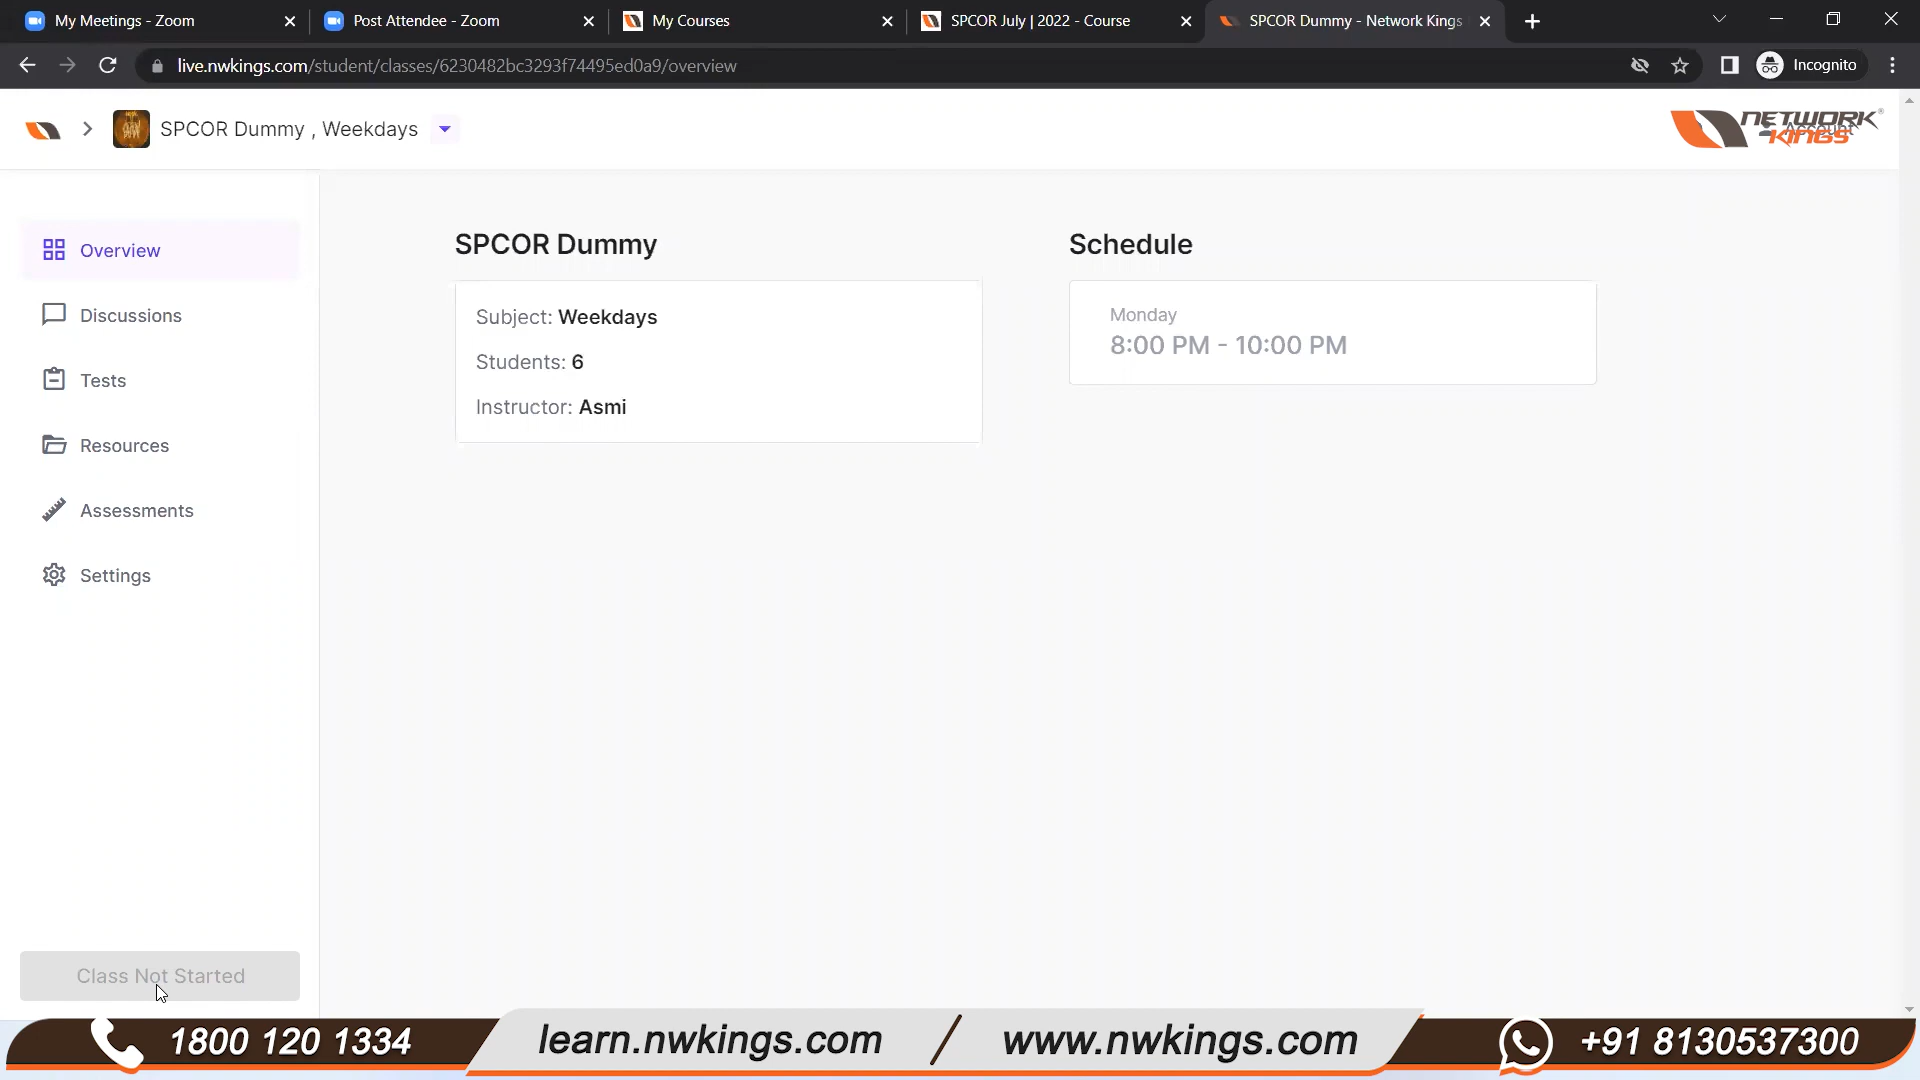 My Meetings - Zoom
Post Attendee - Zoom
My Courses
SPCOR July | 2022 - Course
SPCOR Dummy - Network Kings
live.nwkings.com/student/classes/6230482bc3293f74495ed0a9/overview
Incognito
SPCOR Dummy , Weekdays
NETWORK
KINGS
Account
Overview
Discussions
Tests
Resources
Assessments
Settings
SPCOR Dummy
Subject: Weekdays
Students: 6
Instructor: Asmi
Schedule
Monday
8:00 PM - 10:00 PM
Class Not Started
1800 120 1334
learn.nwkings.com / www.nwkings.com
+91 8130537300